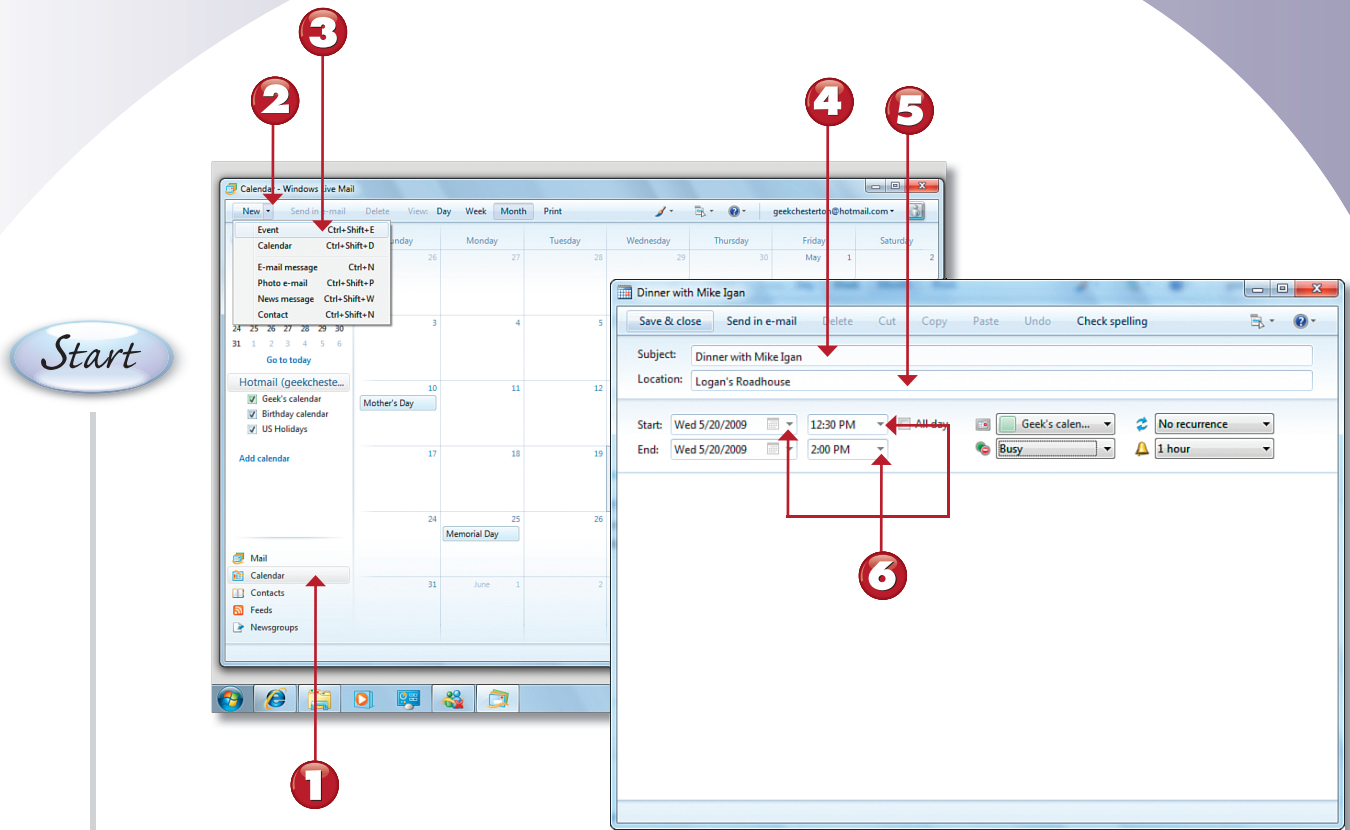 3
2
4
5
Calendar - Windows Live Mail
New Send in e-mail Delete View: Day Week Month Print geekchesterton@hotmail.com
Event Ctrl+Shift+E
Calendar Ctrl+Shift+D
E-mail message Ctrl+N
Photo e-mail Ctrl+Shift+P
News message Ctrl+Shift+W
Contact Ctrl+Shift+N
Monday Tuesday Wednesday Thursday Friday Saturday
26 27 28 29 30 May 1 2
24 25 26 27 28 29 30
31 1 2 3 4 5 6
Go to today
Hotmail (geekcheste...
Geek's calendar
Birthday calendar
US Holidays
Add calendar
3 4 5
10 11 12
Mother's Day
17 18 19
24 25 26
Memorial Day
31 June 1 2
Mail
Calendar
Contacts
Feeds
Newsgroups
Start
Dinner with Mike Igan
Save & close Send in e-mail Delete Cut Copy Paste Undo Check spelling
Subject: Dinner with Mike Igan
Location: Logan's Roadhouse
Start: Wed 5/20/2009 12:30 PM All day Geek's calen... No recurrence
End: Wed 5/20/2009 2:00 PM Busy 1 hour
6
1